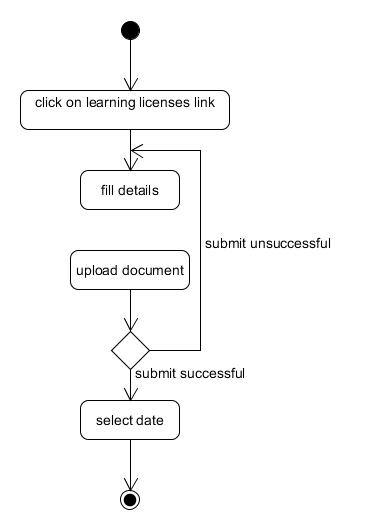 click on learning licenses link
fill details
submit unsuccessful
upload document
submit successful
select date